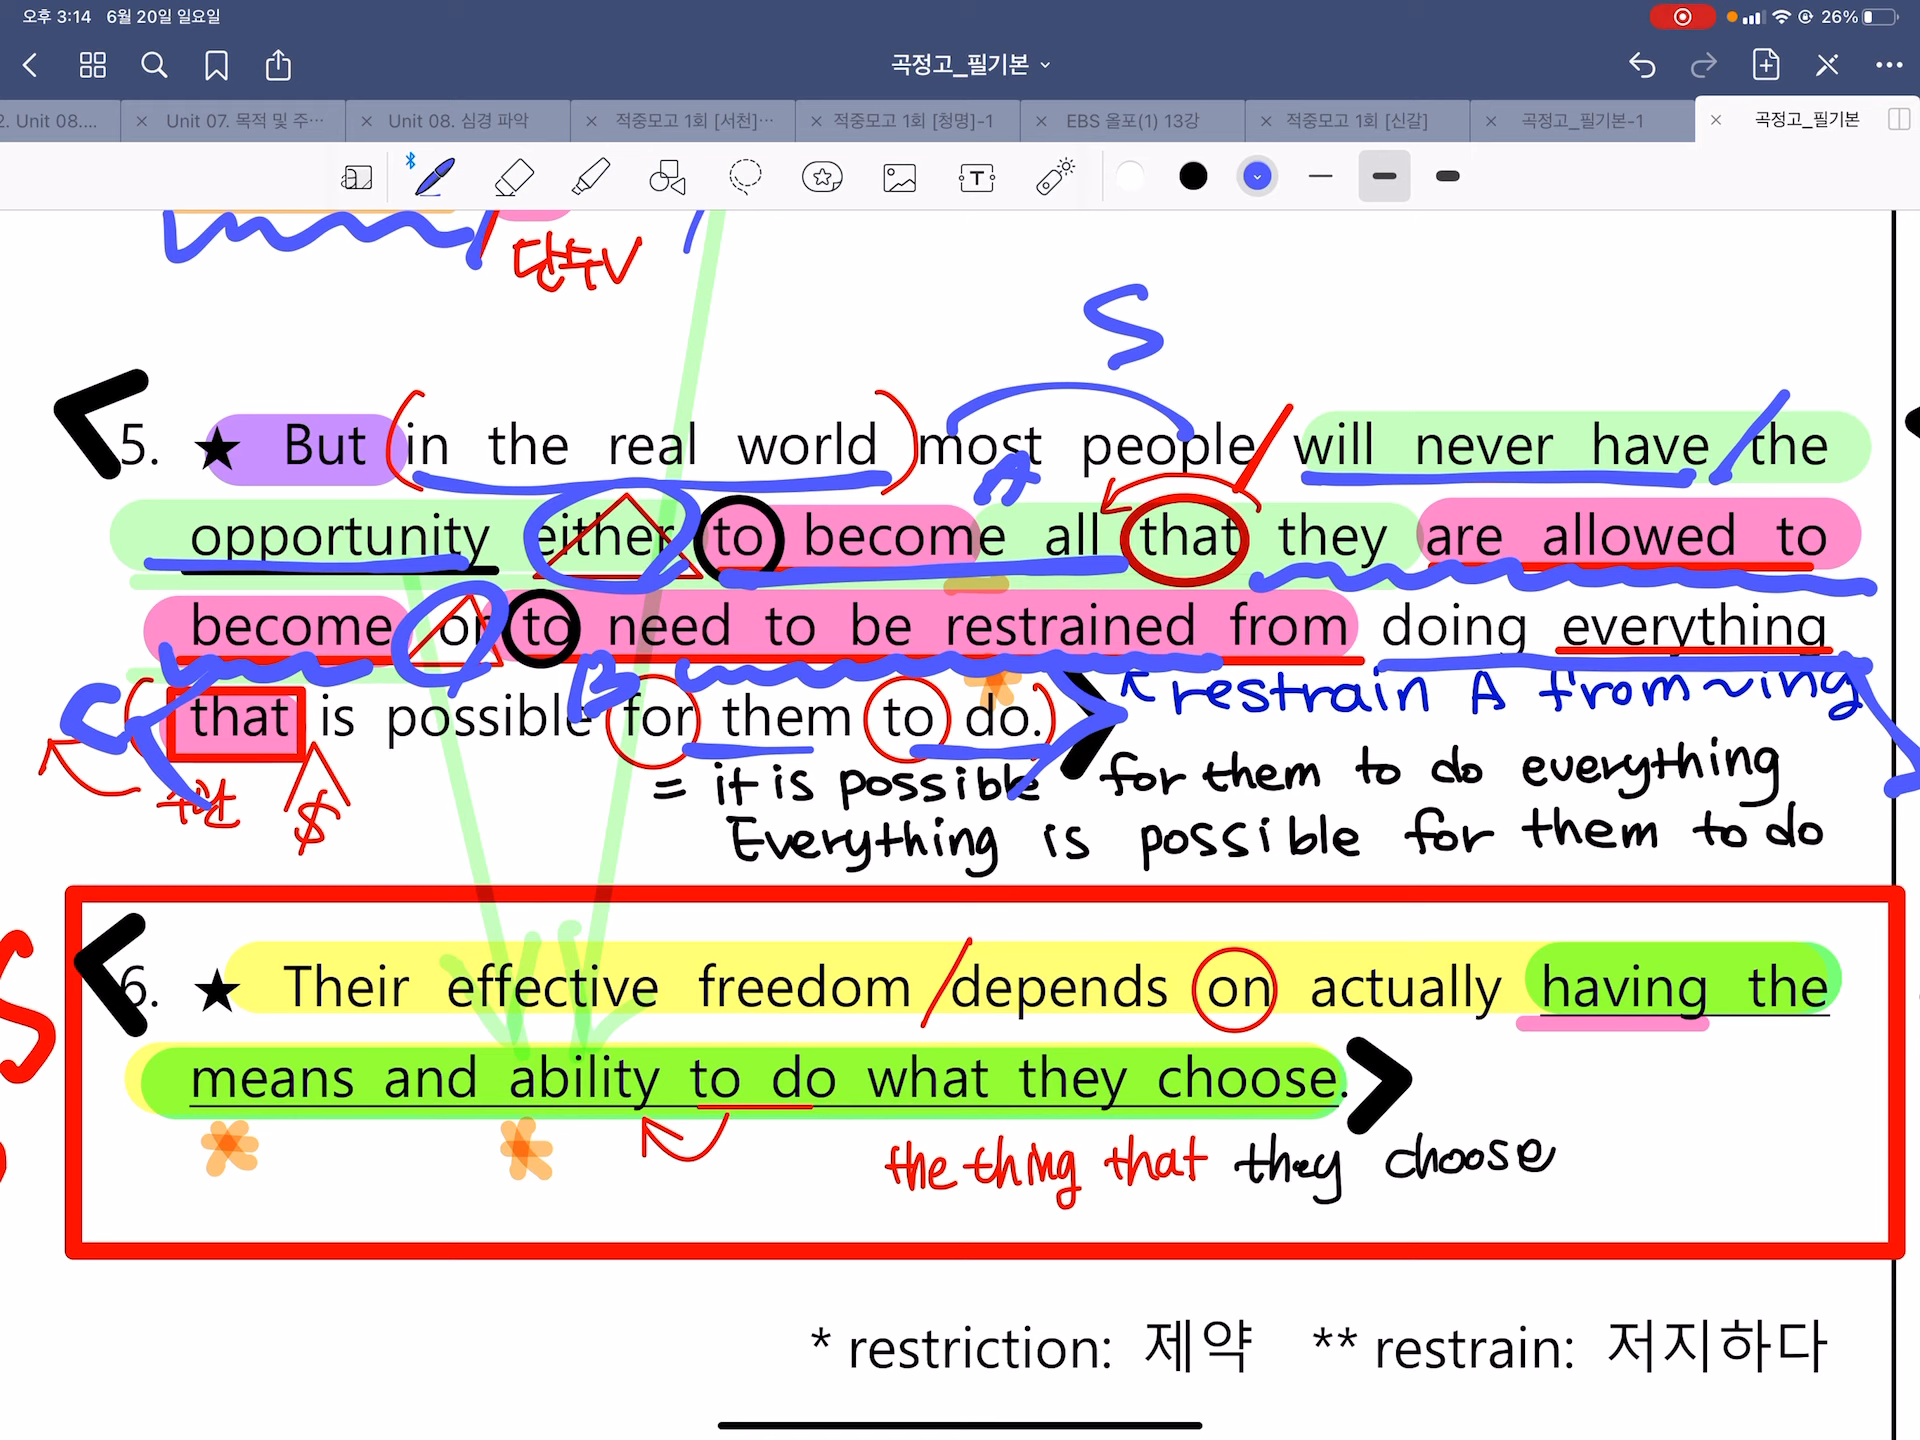 오후 3:14 6월 20일 일요일
26%
곡정고_필기본
2. Unit 08....
Unit 07. 목적 및 주…
Unit 08. 심경 파악
적중모고 1회 [서천]…
적중모고 1회 [청명]-1
EBS 올포(1) 13강
적중모고 1회 [신갈]
곡정고_필기본-1
곡정고_필기본
단수V
S
5. ★ But in the real world most people will never have the
A
opportunity either to become all that they are allowed to
become or to need to be restrained from doing everything
B
that is possible for them to do.
restrain A from ~ing
주관
$
= it is possible for them to do everything
Everything is possible for them to do
6. ★ Their effective freedom depends on actually having the
means and ability to do what they choose.
the thing that they choose
* restriction: 제약 ** restrain: 저지하다